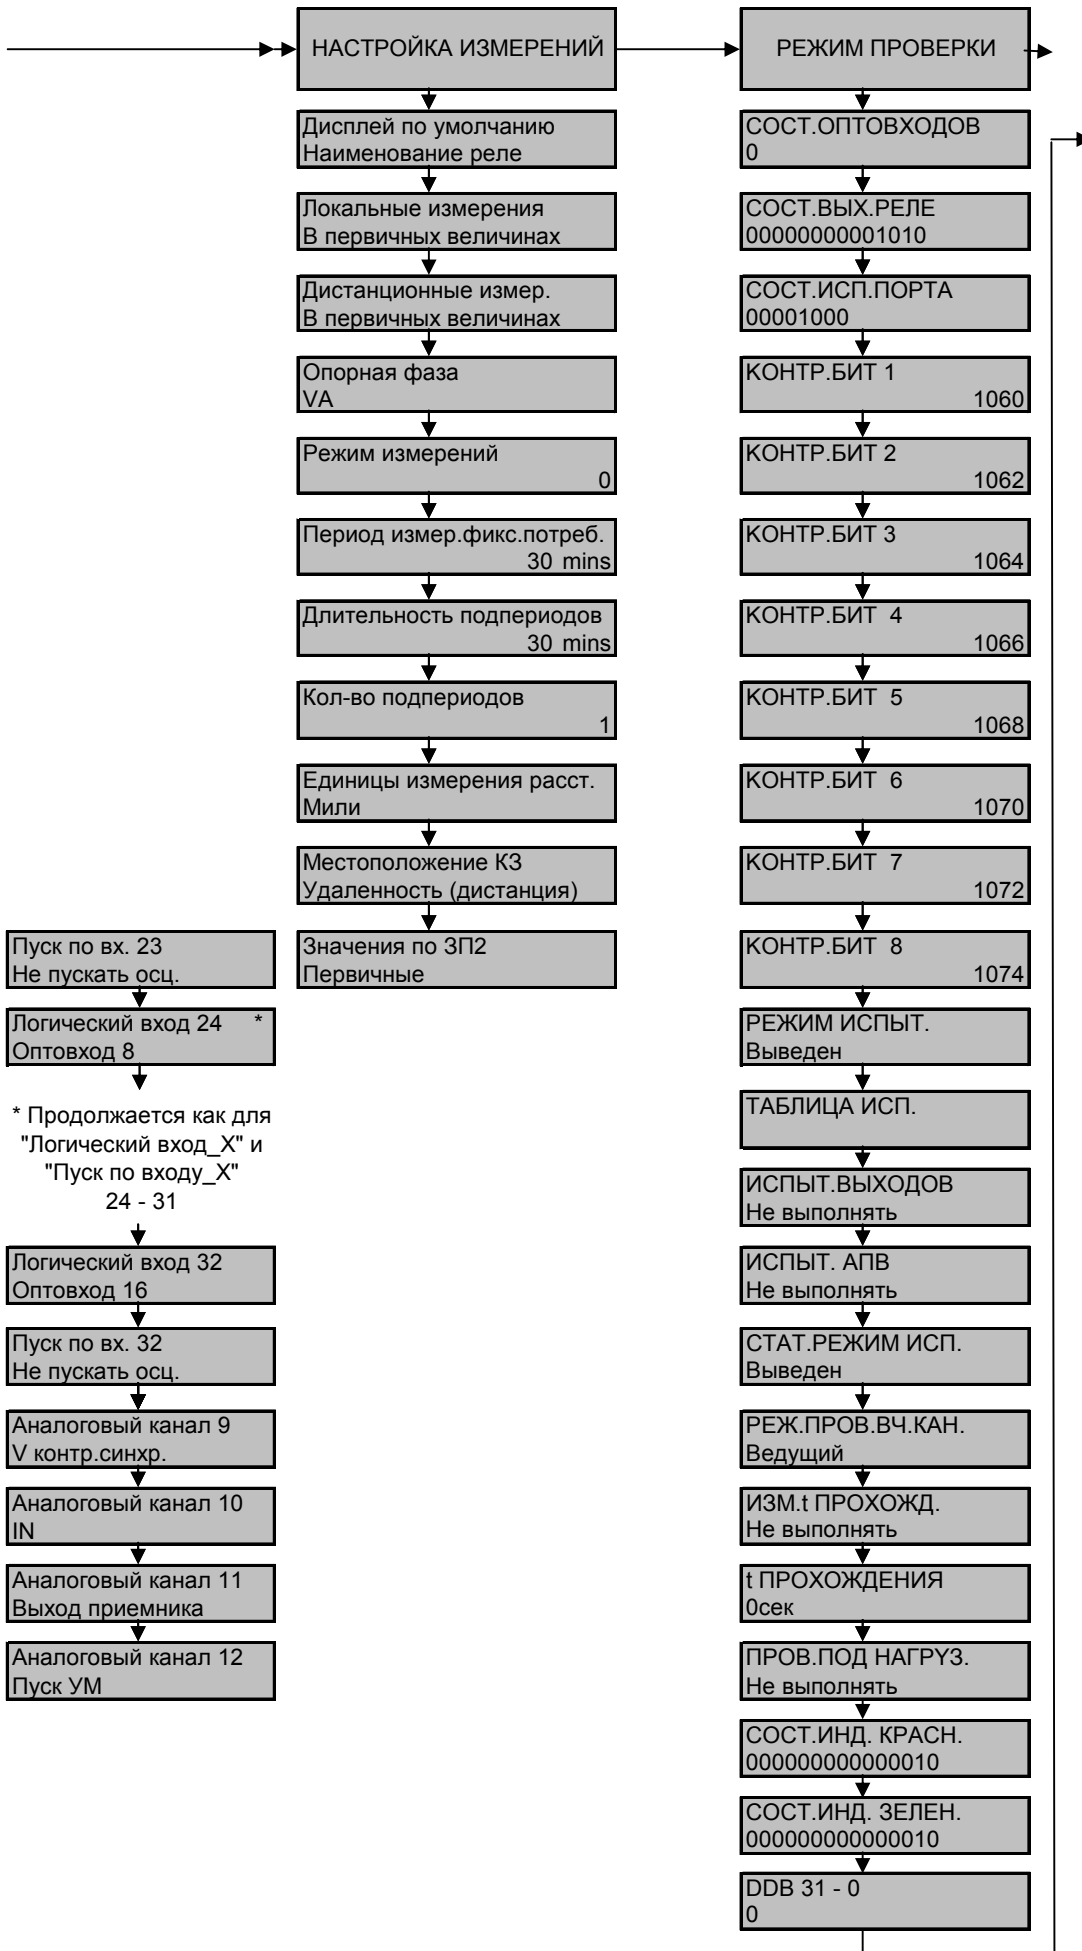 НАСТРОЙКА ИЗМЕРЕНИЙ
Дисплей по умолчанию
Наименование реле
Локальные измерения
В первичных величинах
Дистанционные измер.
В первичных величинах
Опорная фаза
VA
Режим измерений
0
Период измер.фикс.потреб.
30 mins
Длительность подпериодов
30 mins
Кол-во подпериодов
1
Единицы измерения расст.
Мили
Местоположение КЗ
Удаленность (дистанция)
Значения по ЗП2
Первичные
Пуск по вх. 23
Не пускать осц.
Логический вход 24 *
Оптовход 8
* Продолжается как для
"Логический вход_X" и
"Пуск по входу_X"
24 - 31
Логический вход 32
Оптовход 16
Пуск по вх. 32
Не пускать осц.
Аналоговый канал 9
V контр.синхр.
Аналоговый канал 10
IN
Аналоговый канал 11
Выход приемника
Аналоговый канал 12
Пуск УМ
РЕЖИМ ПРОВЕРКИ
СОСТ.ОПТОВХОДОВ
0
СОСТ.ВЫХ.РЕЛЕ
00000000001010
СОСТ.ИСП.ПОРТА
00001000
КОНТР.БИТ 1
1060
КОНТР.БИТ 2
1062
КОНТР.БИТ 3
1064
КОНТР.БИТ 4
1066
КОНТР.БИТ 5
1068
КОНТР.БИТ 6
1070
КОНТР.БИТ 7
1072
КОНТР.БИТ 8
1074
РЕЖИМ ИСПЫТ.
Выведен
ТАБЛИЦА ИСП.
ИСПЫТ.ВЫХОДОВ
Не выполнять
ИСПЫТ. АПВ
Не выполнять
СТАТ.РЕЖИМ ИСП.
Выведен
РЕЖ.ПРОВ.ВЧ.КАН.
Ведущий
ИЗМ.t ПРОХОЖД.
Не выполнять
t ПРОХОЖДЕНИЯ
0сек
ПРОВ.ПОД НАГРУЗ.
Не выполнять
СОСТ.ИНД. КРАСН.
000000000000010
СОСТ.ИНД. ЗЕЛЕН.
000000000000010
DDB 31 - 0
0